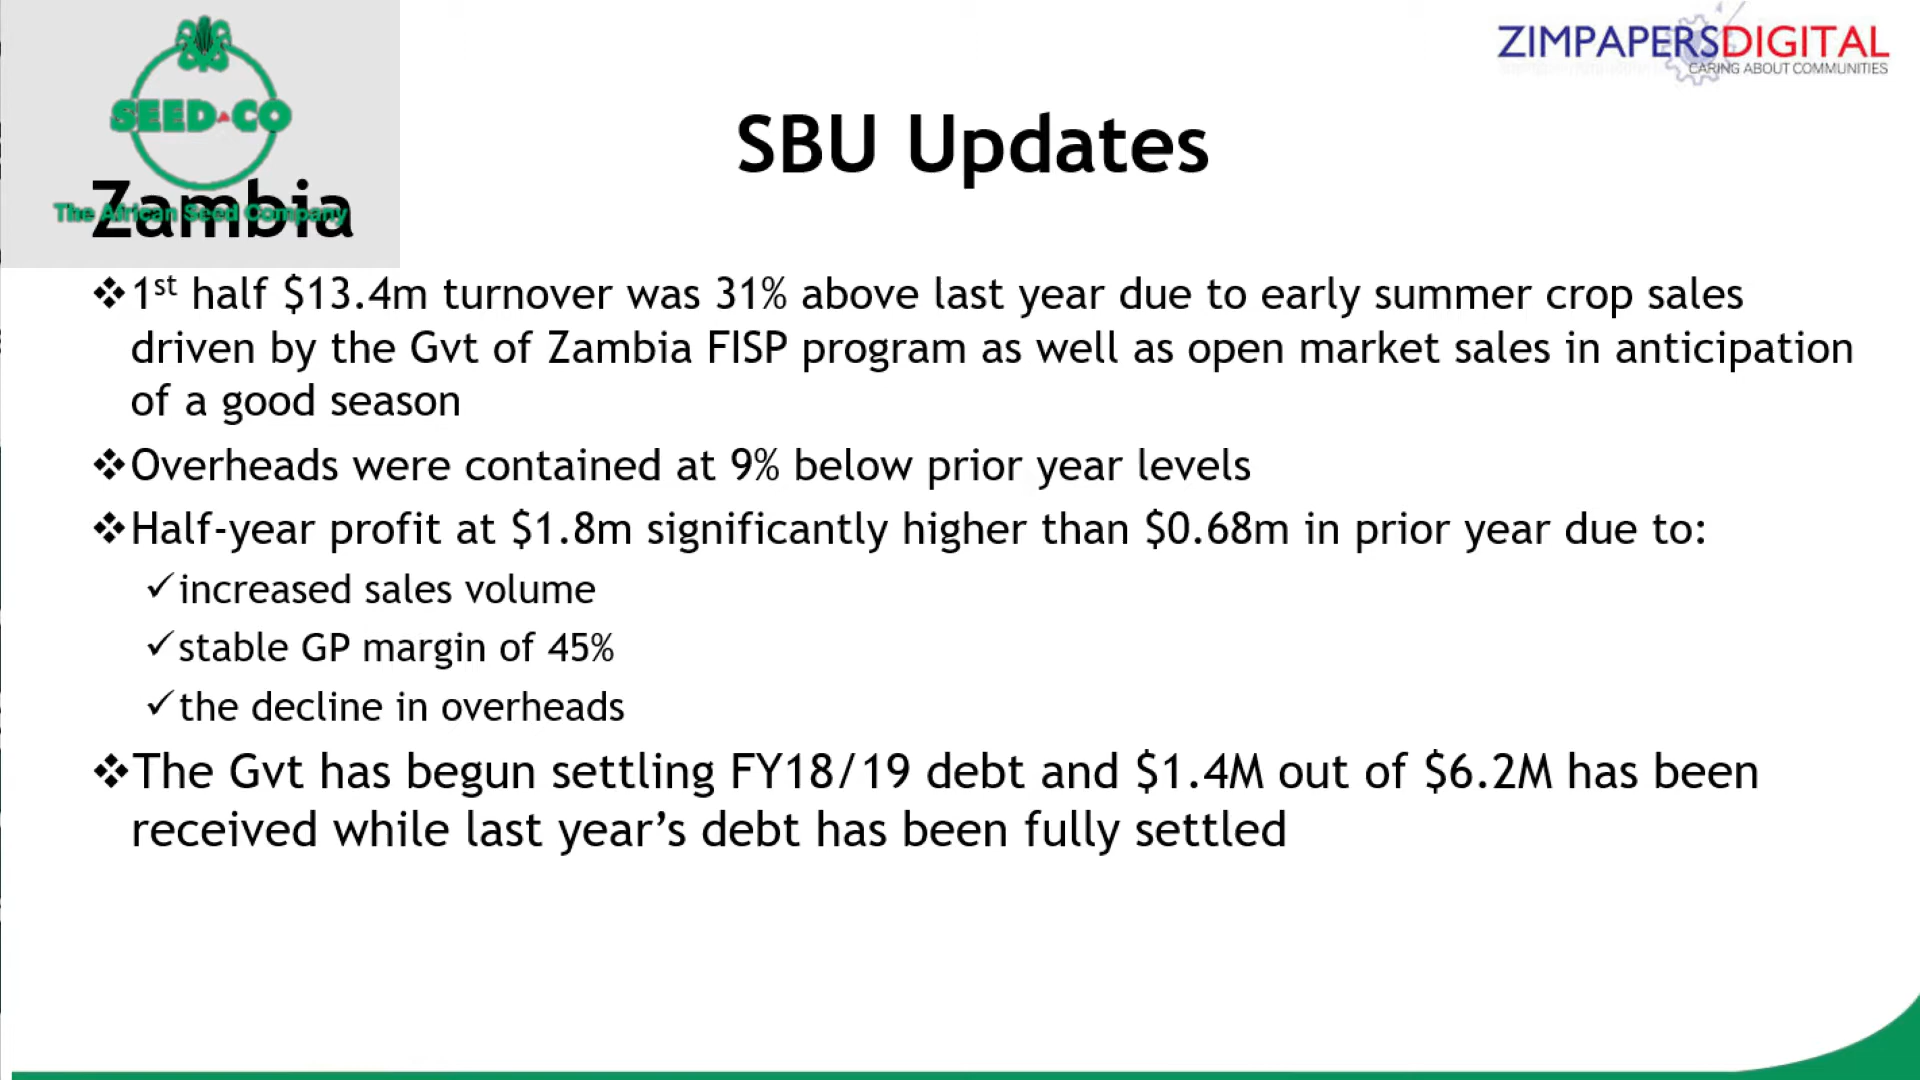 ZIMPAPERSDIGITAL
CARING ABOUT COMMUNITIES
SEED CO
The African Seed Company
SBU Updates
Zambia
❖1st half $13.4m turnover was 31% above last year due to early summer crop sales
driven by the Gvt of Zambia FISP program as well as open market sales in anticipation
of a good season
❖Overheads were contained at 9% below prior year levels
❖Half-year profit at $1.8m significantly higher than $0.68m in prior year due to:
✓increased sales volume
✓stable GP margin of 45%
✓the decline in overheads
❖The Gvt has begun settling FY18/19 debt and $1.4M out of $6.2M has been
received while last year’s debt has been fully settled